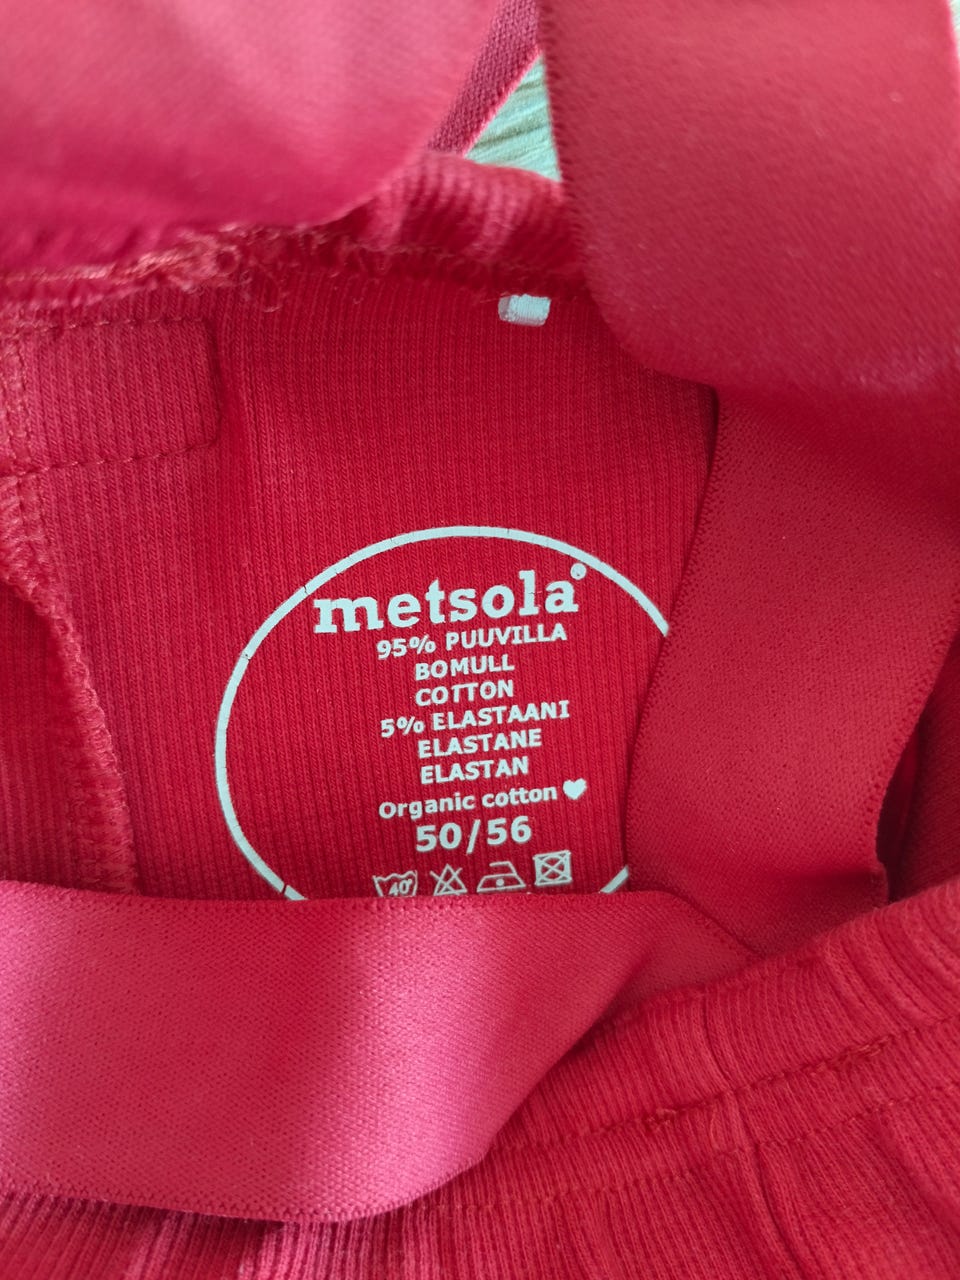 metsola®
95% PUUVILLA
BOMULL
COTTON
5% ELASTAANI
ELASTANE
ELASTAN
Organic cotton ♥
50/56
40°